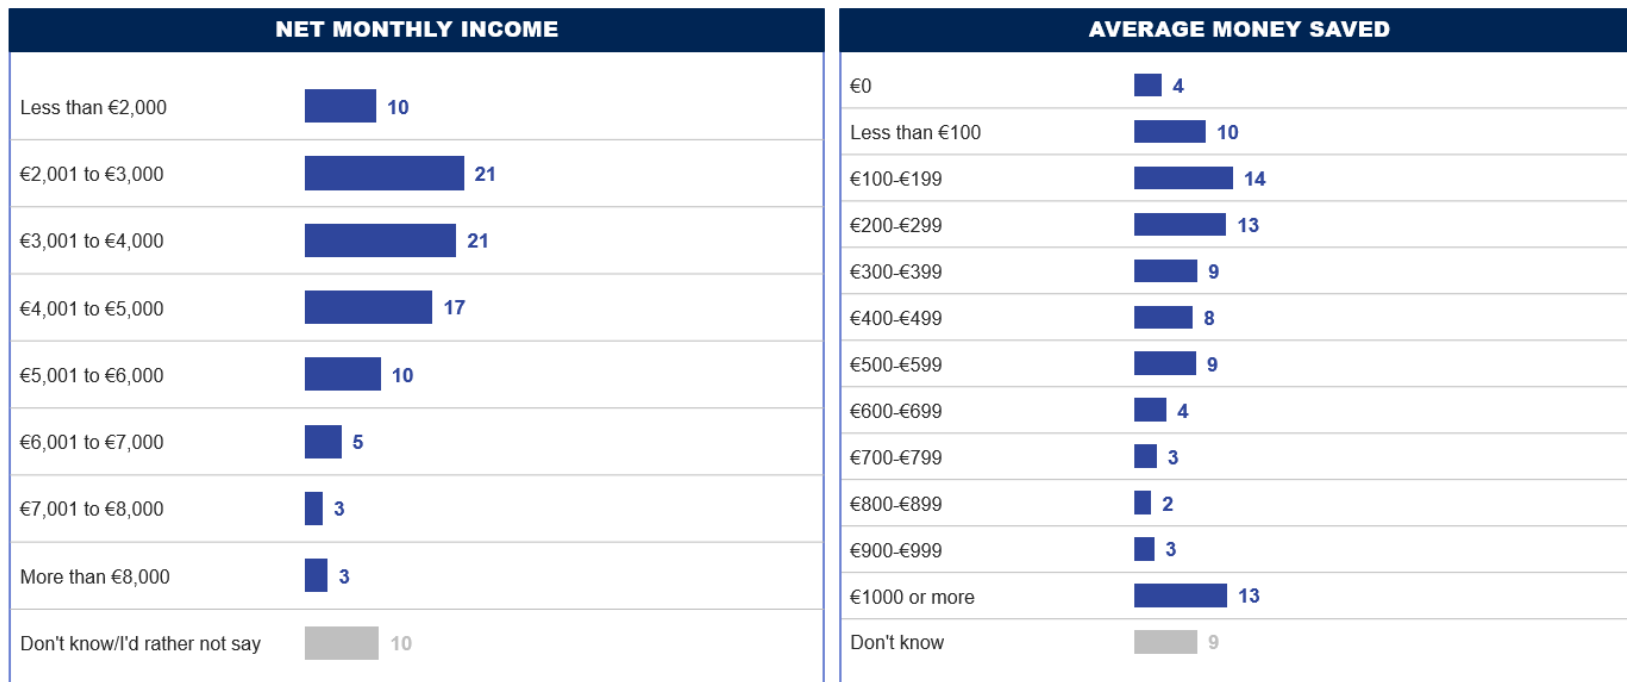 NET MONTHLY INCOME
Less than €2,000 10
€2,001 to €3,000 21
€3,001 to €4,000 21
€4,001 to €5,000 17
€5,001 to €6,000 10
€6,001 to €7,000 5
€7,001 to €8,000 3
More than €8,000 3
Don't know/I'd rather not say 10
AVERAGE MONEY SAVED
€0 4
Less than €100 10
€100-€199 14
€200-€299 13
€300-€399 9
€400-€499 8
€500-€599 9
€600-€699 4
€700-€799 3
€800-€899 2
€900-€999 3
€1000 or more 13
Don't know 9